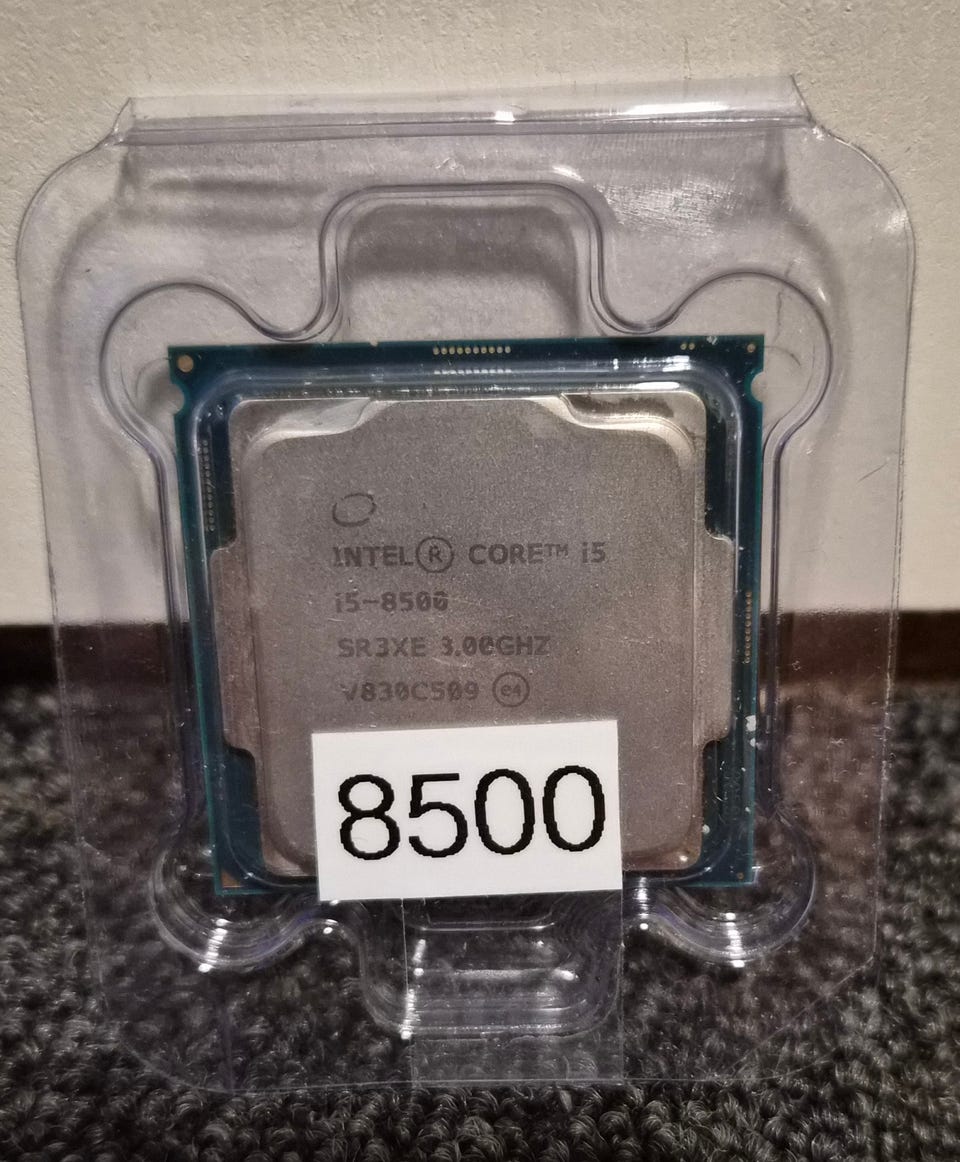 INTEL® CORE™ i5
i5-8500
SR3XE 3.00GHZ
V830C509 e4
8500